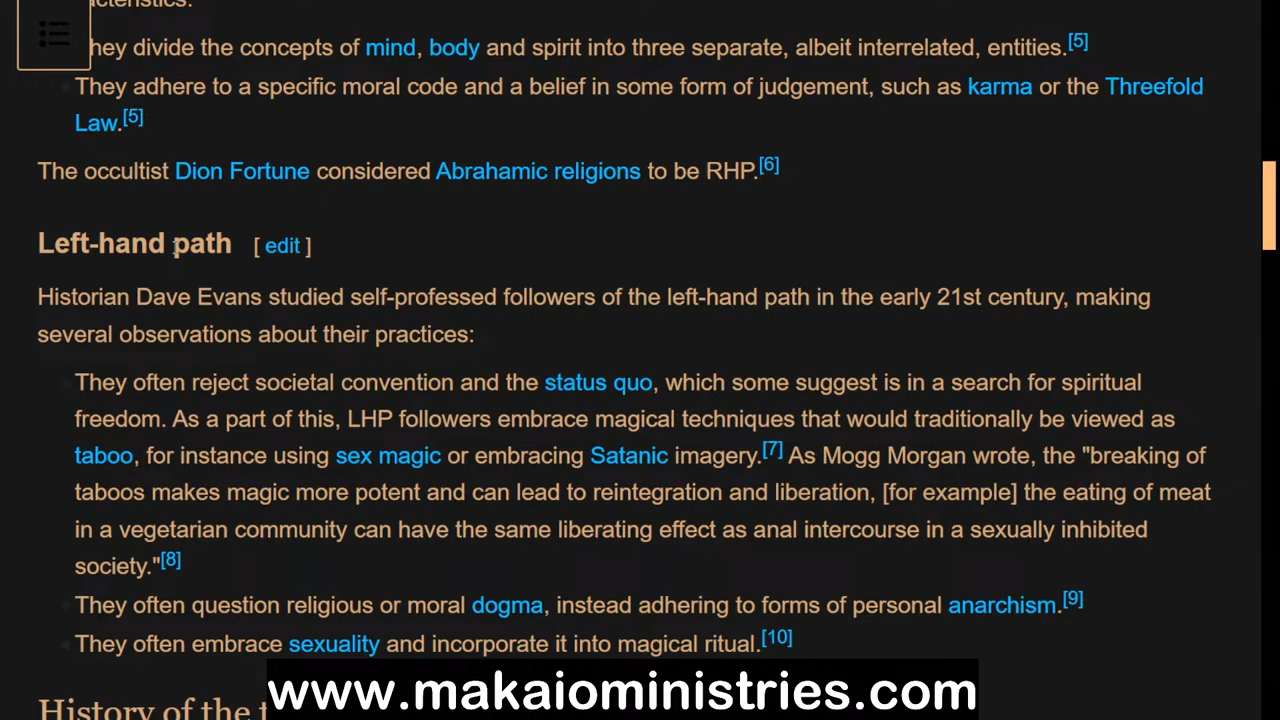 They divide the concepts of mind, body and spirit into three separate, albeit interrelated, entities.[5]
They adhere to a specific moral code and a belief in some form of judgement, such as karma or the Threefold
Law.[5]
The occultist Dion Fortune considered Abrahamic religions to be RHP.[6]
Left-hand path [ edit ]
Historian Dave Evans studied self-professed followers of the left-hand path in the early 21st century, making
several observations about their practices:
They often reject societal convention and the status quo, which some suggest is in a search for spiritual
freedom. As a part of this, LHP followers embrace magical techniques that would traditionally be viewed as
taboo, for instance using sex magic or embracing Satanic imagery.[7] As Mogg Morgan wrote, the "breaking of
taboos makes magic more potent and can lead to reintegration and liberation, [for example] the eating of meat
in a vegetarian community can have the same liberating effect as anal intercourse in a sexually inhibited
society."[8]
They often question religious or moral dogma, instead adhering to forms of personal anarchism.[9]
They often embrace sexuality and incorporate it into magical ritual.[10]
History of the
www.makaioministries.com